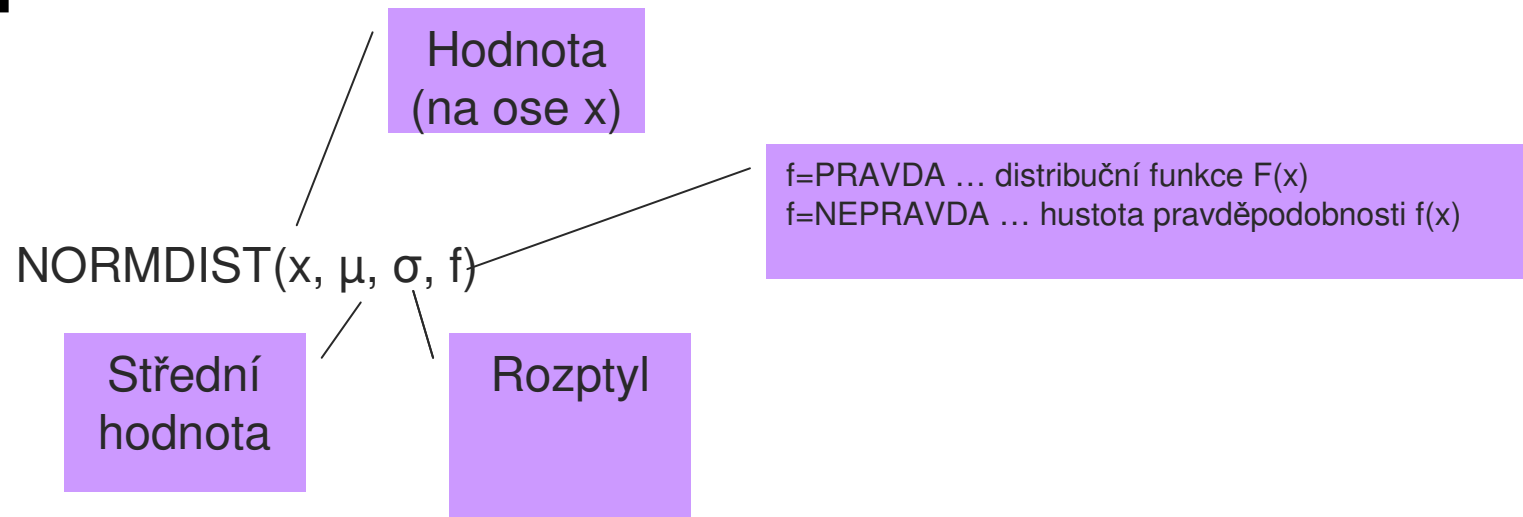 Hodnota
(na ose x)
f=PRAVDA … distribuční funkce F(x)
f=NEPRAVDA … hustota pravděpodobnosti f(x)
NORMDIST(x, μ, σ, f)
Střední
hodnota
Rozptyl